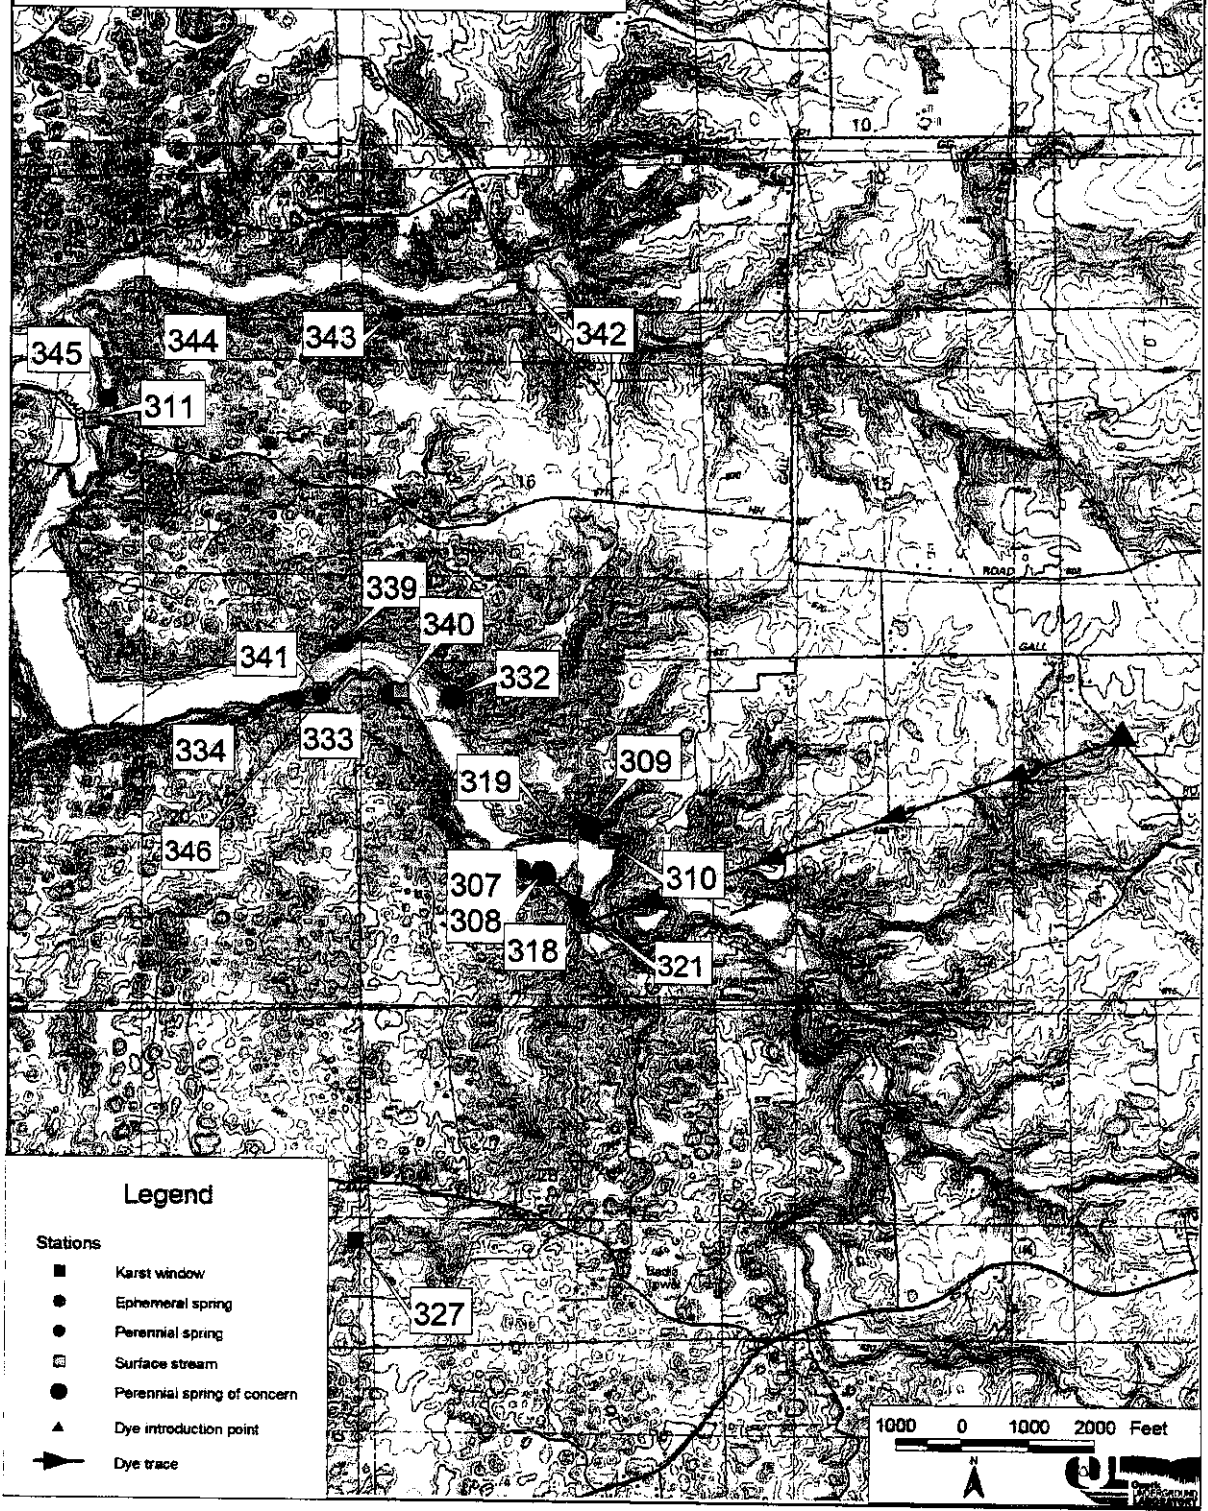 10
345
344
343
342
311
16
15
ROAD
339
340
GALL
341
332
334
333
309
319
20
346
307
308
310
318
321
Legend
Stations
Karst window
Ephemeral spring
Perennial spring
Surface stream
Perennial spring of concern
Dye introduction point
Dye trace
327
1000 0 1000 2000 Feet
N